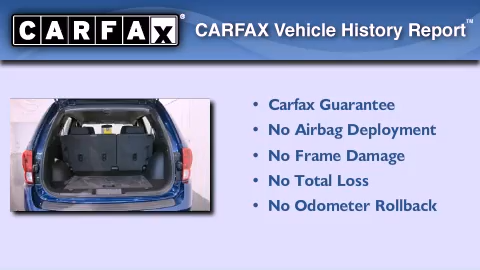 CARFAX® CARFAX Vehicle History Report™
• Carfax Guarantee
• No Airbag Deployment
• No Frame Damage
• No Total Loss
• No Odometer Rollback